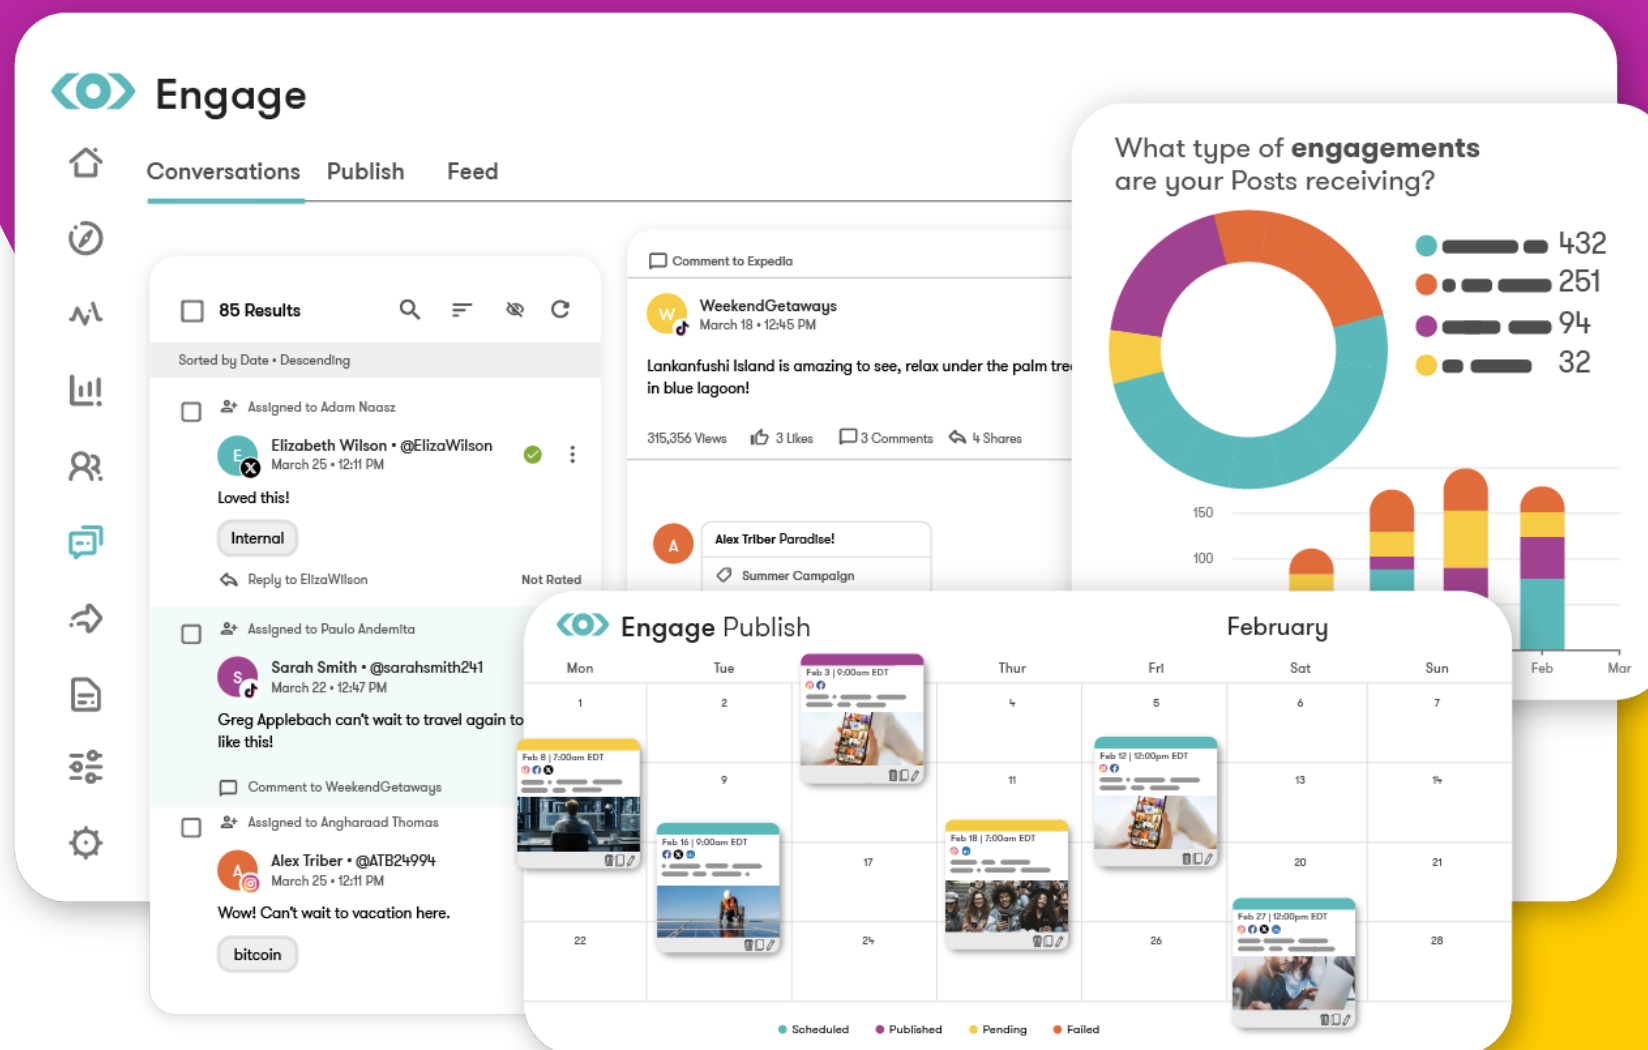 Engage
Conversations
Publish
Feed
85 Results
Sorted by Date • Descending
Assigned to Adam Naasz
E
Elizabeth Wilson • @ElizaWilson
March 25 • 12:11 PM
Loved this!
Internal
Reply to ElizaWilson
Not Rated
Assigned to Paulo Andemita
S
Sarah Smith • @sarahsmith241
March 22 • 12:47 PM
Greg Applebach can't wait to travel again to
like this!
Comment to WeekendGetaways
Assigned to Angharaad Thomas
A
Alex Triber • @ATB24994
March 25 • 12:11 PM
Wow! Can't wait to vacation here.
bitcoin
Comment to Expedia
W
WeekendGetaways
March 18 • 12:45 PM
Lankanfushi Island is amazing to see, relax under the palm tre
in blue lagoon!
315,356 Views
3 Likes
3 Comments
4 Shares
A
Alex Triber Paradise!
Summer Campaign
What type of engagements
are your Posts receiving?
432
251
94
32
150
100
Feb
Mar
Engage Publish
February
Mon
Tue
Thur
Fri
Sat
Sun
1
2
Feb 3 | 9:00am EDT
4
5
6
7
Feb 8 | 7:00am EDT
9
11
Feb 12 | 12:00pm EDT
13
14
Feb 16 | 9:00am EDT
17
Feb 18 | 7:00am EDT
20
21
22
24
26
Feb 27 | 12:00pm EDT
28
Scheduled
Published
Pending
Failed